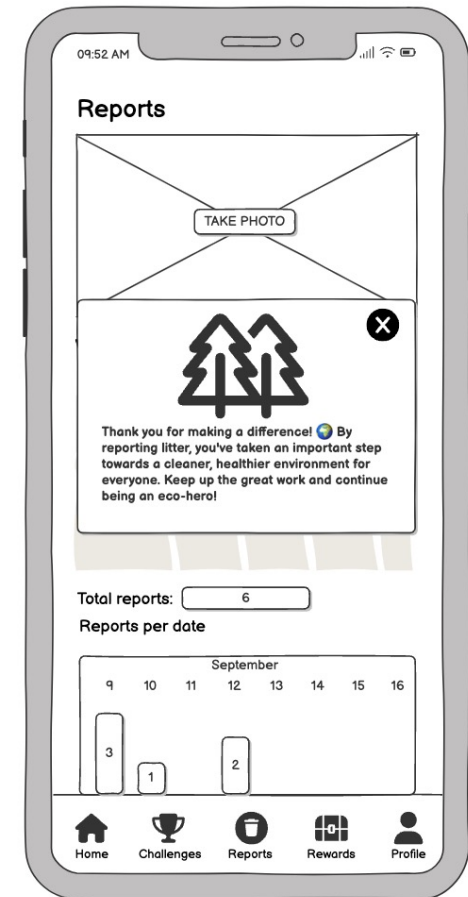 09:52 AM
Reports
TAKE PHOTO
Thank you for making a difference! 🌍 By
reporting litter, you've taken an important step
towards a cleaner, healthier environment for
everyone. Keep up the great work and continue
being an eco-hero!
Total reports: 6
Reports per date
September
9 10 11 12 13 14 15 16
3 1 2
Home Challenges Reports Rewards Profile